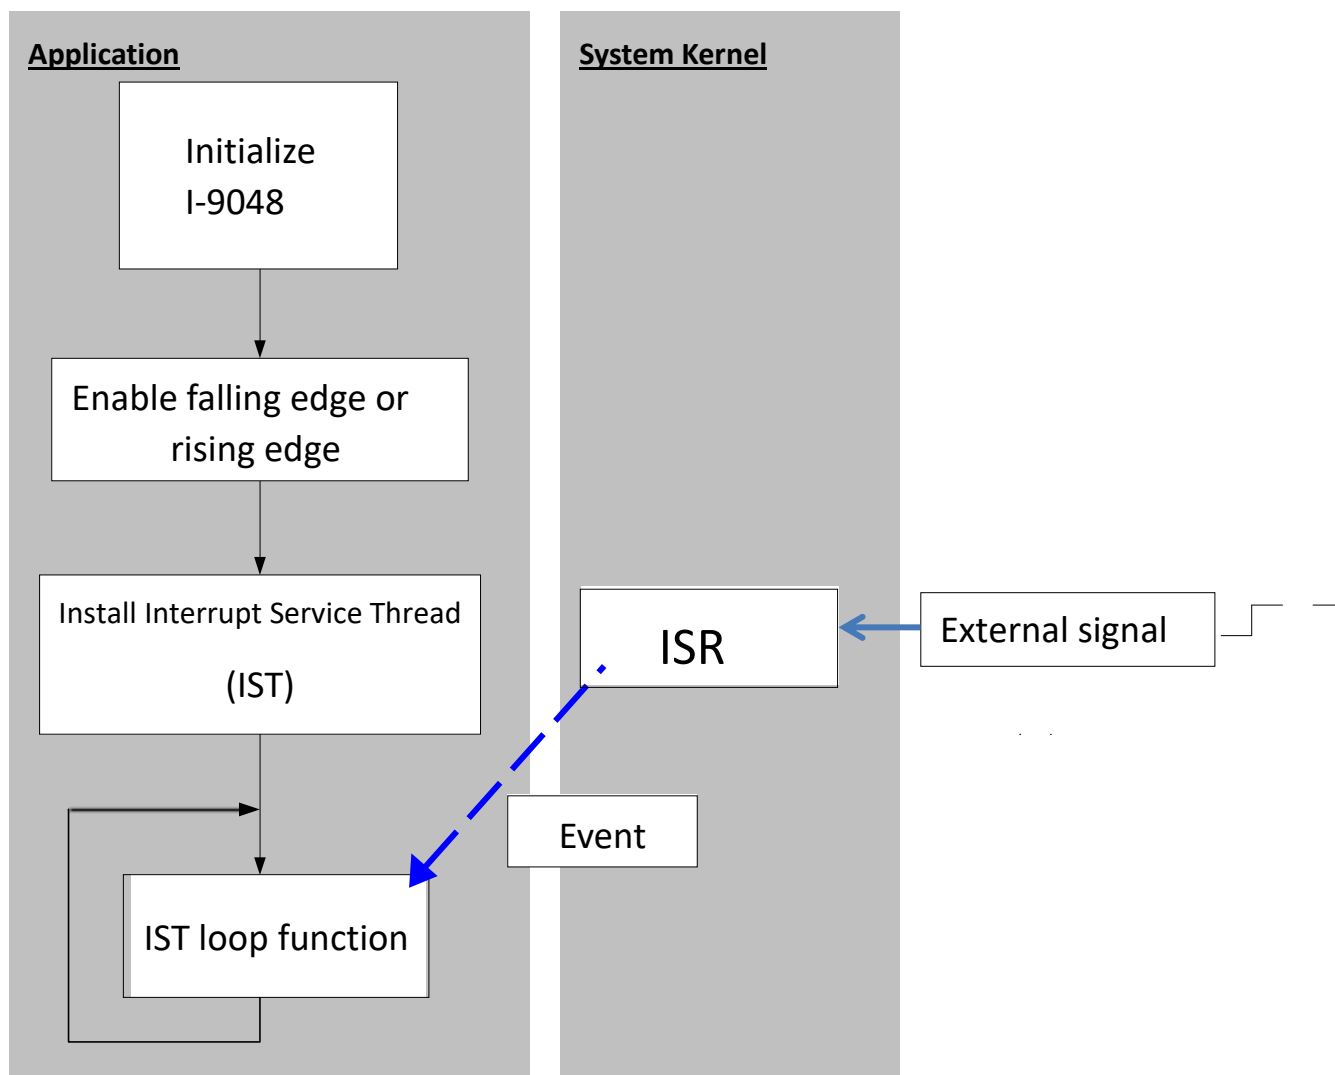 Application
Initialize
I-9048
Enable falling edge or
rising edge
Install Interrupt Service Thread
(IST)
IST loop function
System Kernel
ISR
Event
External signal